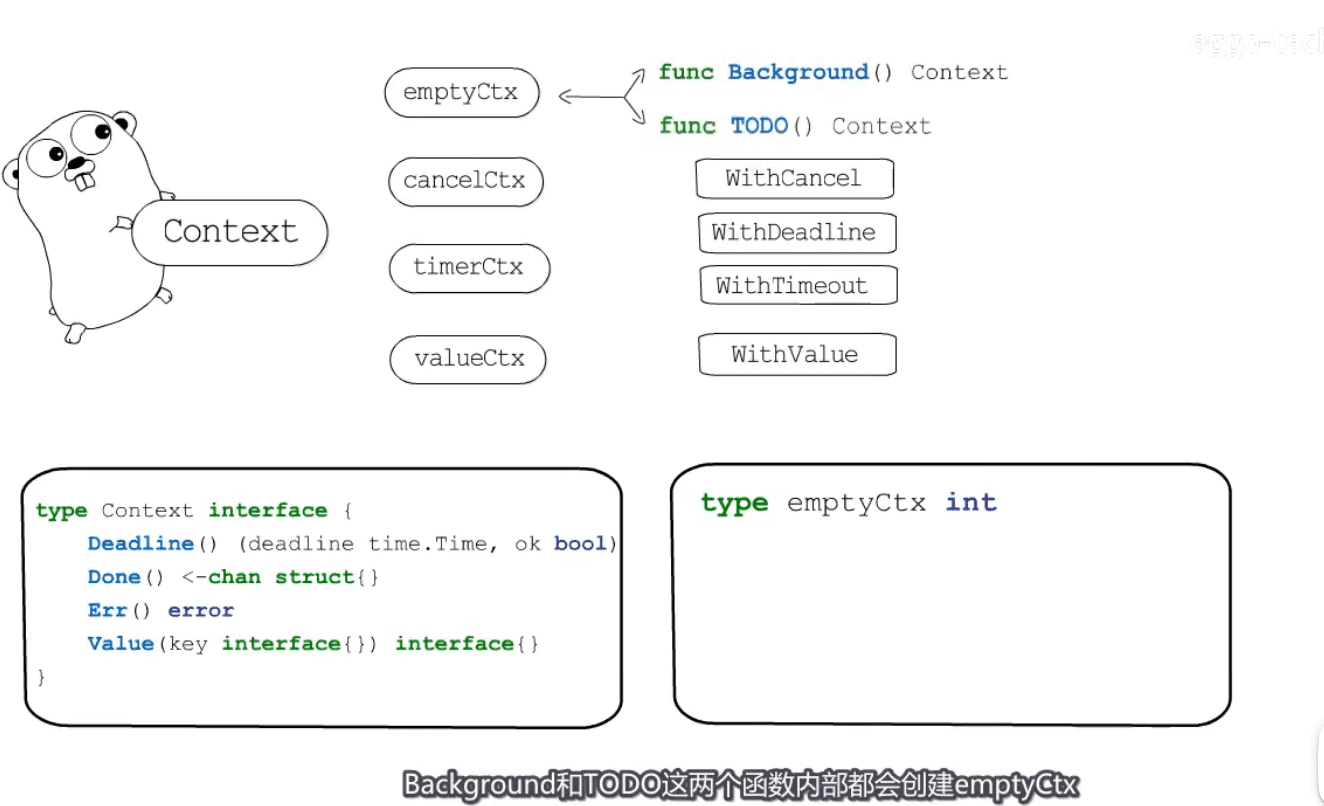 eggo-tech
emptyCtx
func Background() Context
func TODO() Context
cancelCtx
WithCancel
Context
WithDeadline
timerCtx
WithTimeout
valueCtx
WithValue
type Context interface {
    Deadline() (deadline time.Time, ok bool)
    Done() <-chan struct{}
    Err() error
    Value(key interface{}) interface{}
}
type emptyCtx int
Background和TODO这两个函数内部都会创建emptyCtx